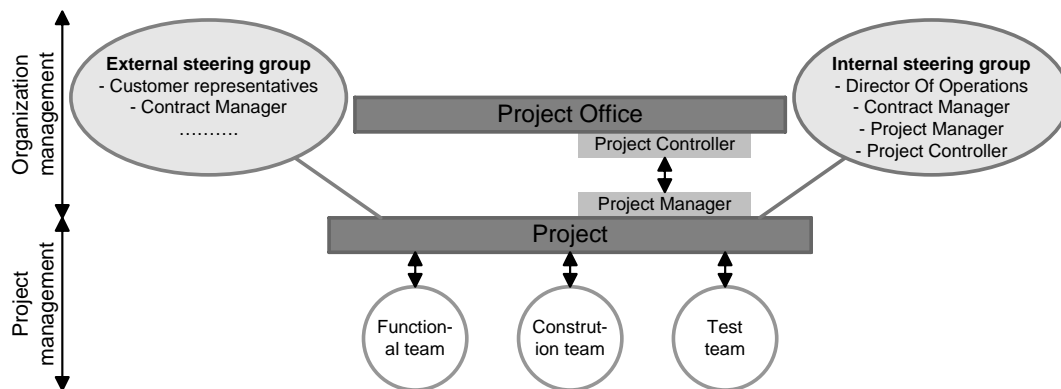 Organization
management
External steering group
- Customer representatives
- Contract Manager
..........
Project Office
Project Controller
Internal steering group
- Director Of Operations
- Contract Manager
- Project Manager
- Project Controller
Project Manager
Project
Project
management
Function-
al team
Construt-
ion team
Test
team